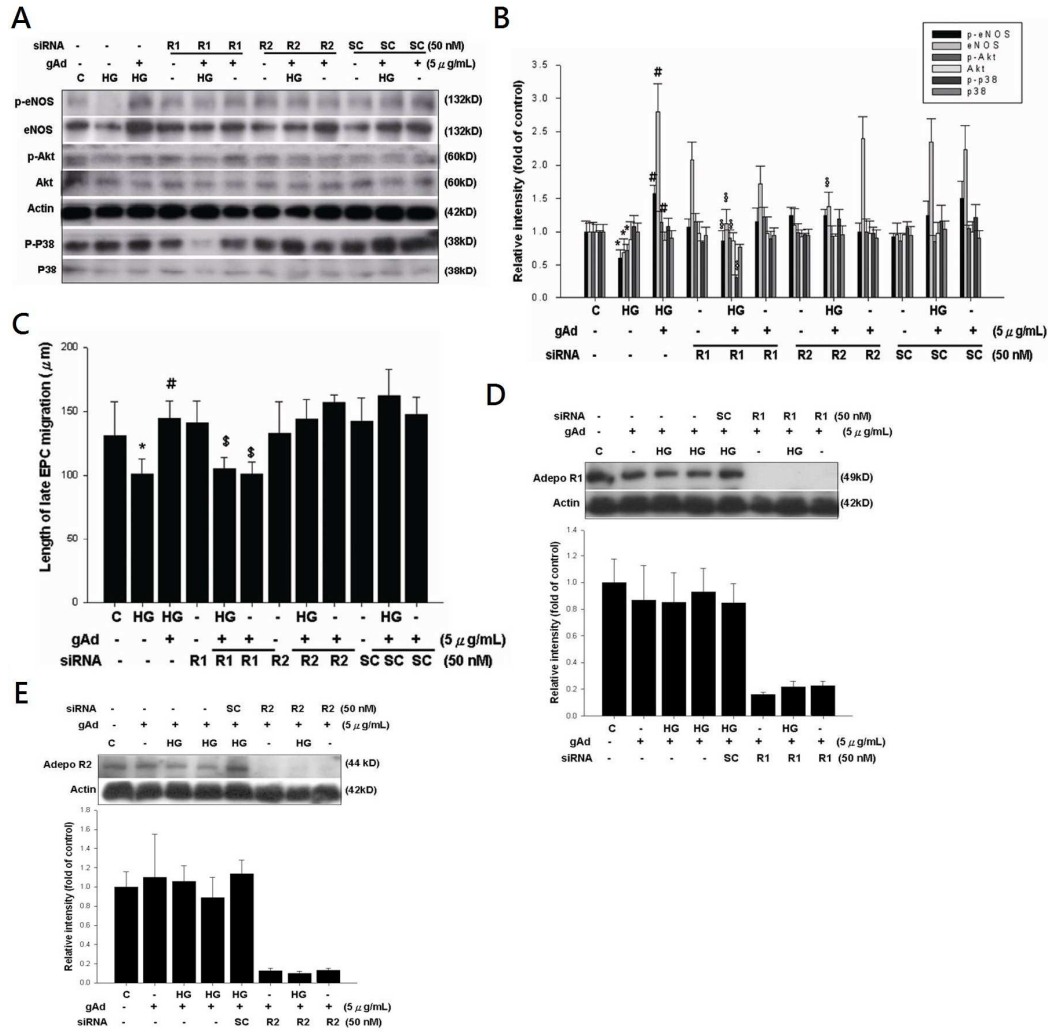 A
siRNA - - - R1 R1 R1 R2 R2 R2 SC SC SC (50 nM)
gAd - - + - + + - + + - + + (5 μg/mL)
C HG HG - HG - - HG - - HG -
p-eNOS (132kD)
eNOS (132kD)
p-Akt (60kD)
Akt (60kD)
Actin (42kD)
P-P38 (38kD)
P38 (38kD)
B
p-eNOS
eNOS
p-Akt
Akt
p-p38
p38
Relative intensity (fold of control)
3.5
3.0
2.5
2.0
1.5
1.0
0.5
0.0
# # #
* * *
$ $ $ $ $
C HG HG - HG - - HG - - HG -
gAd - - + - + + - + + - + + (5 μg/mL)
siRNA - - - R1 R1 R1 R2 R2 R2 SC SC SC (50 nM)
C
Length of late EPC migration (μm)
200
150
100
50
0
* # $ $
C HG HG - HG - - HG - - HG -
gAd - - + - + + - + + - + + (5 μg/mL)
siRNA - - - R1 R1 R1 R2 R2 R2 SC SC SC (50 nM)
D
siRNA - - - - SC R1 R1 R1 (50 nM)
gAd - + + + + + + + (5 μg/mL)
C - HG HG HG - HG -
Adepo R1 (49kD)
Actin (42kD)
Relative intensity (fold of control)
1.4
1.2
1.0
0.8
0.6
0.4
0.2
0.0
C - HG HG HG - HG -
gAd - + + + + + + + (5 μg/mL)
siRNA - - - - SC R1 R1 R1 (50 nM)
E
siRNA - - - - SC R2 R2 R2 (50 nM)
gAd - + + + + + + + (5 μg/mL)
C - HG HG HG - HG -
Adepo R2 (44 kD)
Actin (42kD)
Relative intensity (fold of control)
1.8
1.6
1.4
1.2
1.0
0.8
0.6
0.4
0.2
0.0
C - HG HG HG - HG -
gAd - + + + + + + + (5 μg/mL)
siRNA - - - - SC R2 R2 R2 (50 nM)